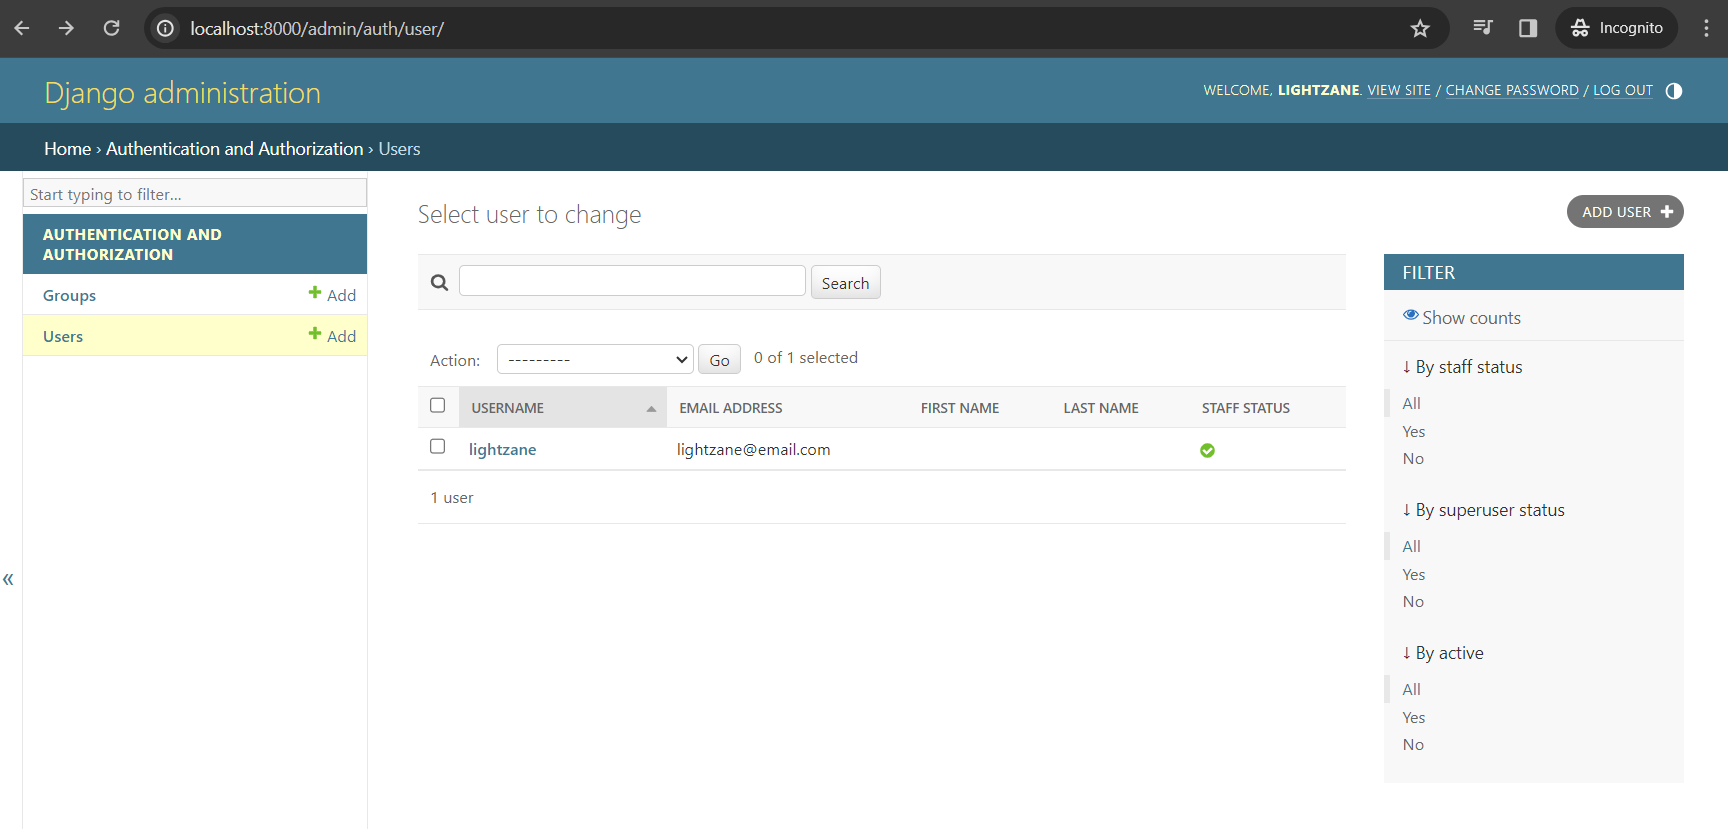 localhost:8000/admin/auth/user/
Incognito
Django administration
WELCOME, LIGHTZANE. VIEW SITE / CHANGE PASSWORD / LOG OUT
Home › Authentication and Authorization › Users
Start typing to filter...
AUTHENTICATION AND
AUTHORIZATION
Groups + Add
Users + Add
«
Select user to change
ADD USER +
Search
Action: --------- Go 0 of 1 selected
USERNAME EMAIL ADDRESS FIRST NAME LAST NAME STAFF STATUS
lightzane lightzane@email.com
1 user
FILTER
Show counts
↓ By staff status
All
Yes
No
↓ By superuser status
All
Yes
No
↓ By active
All
Yes
No